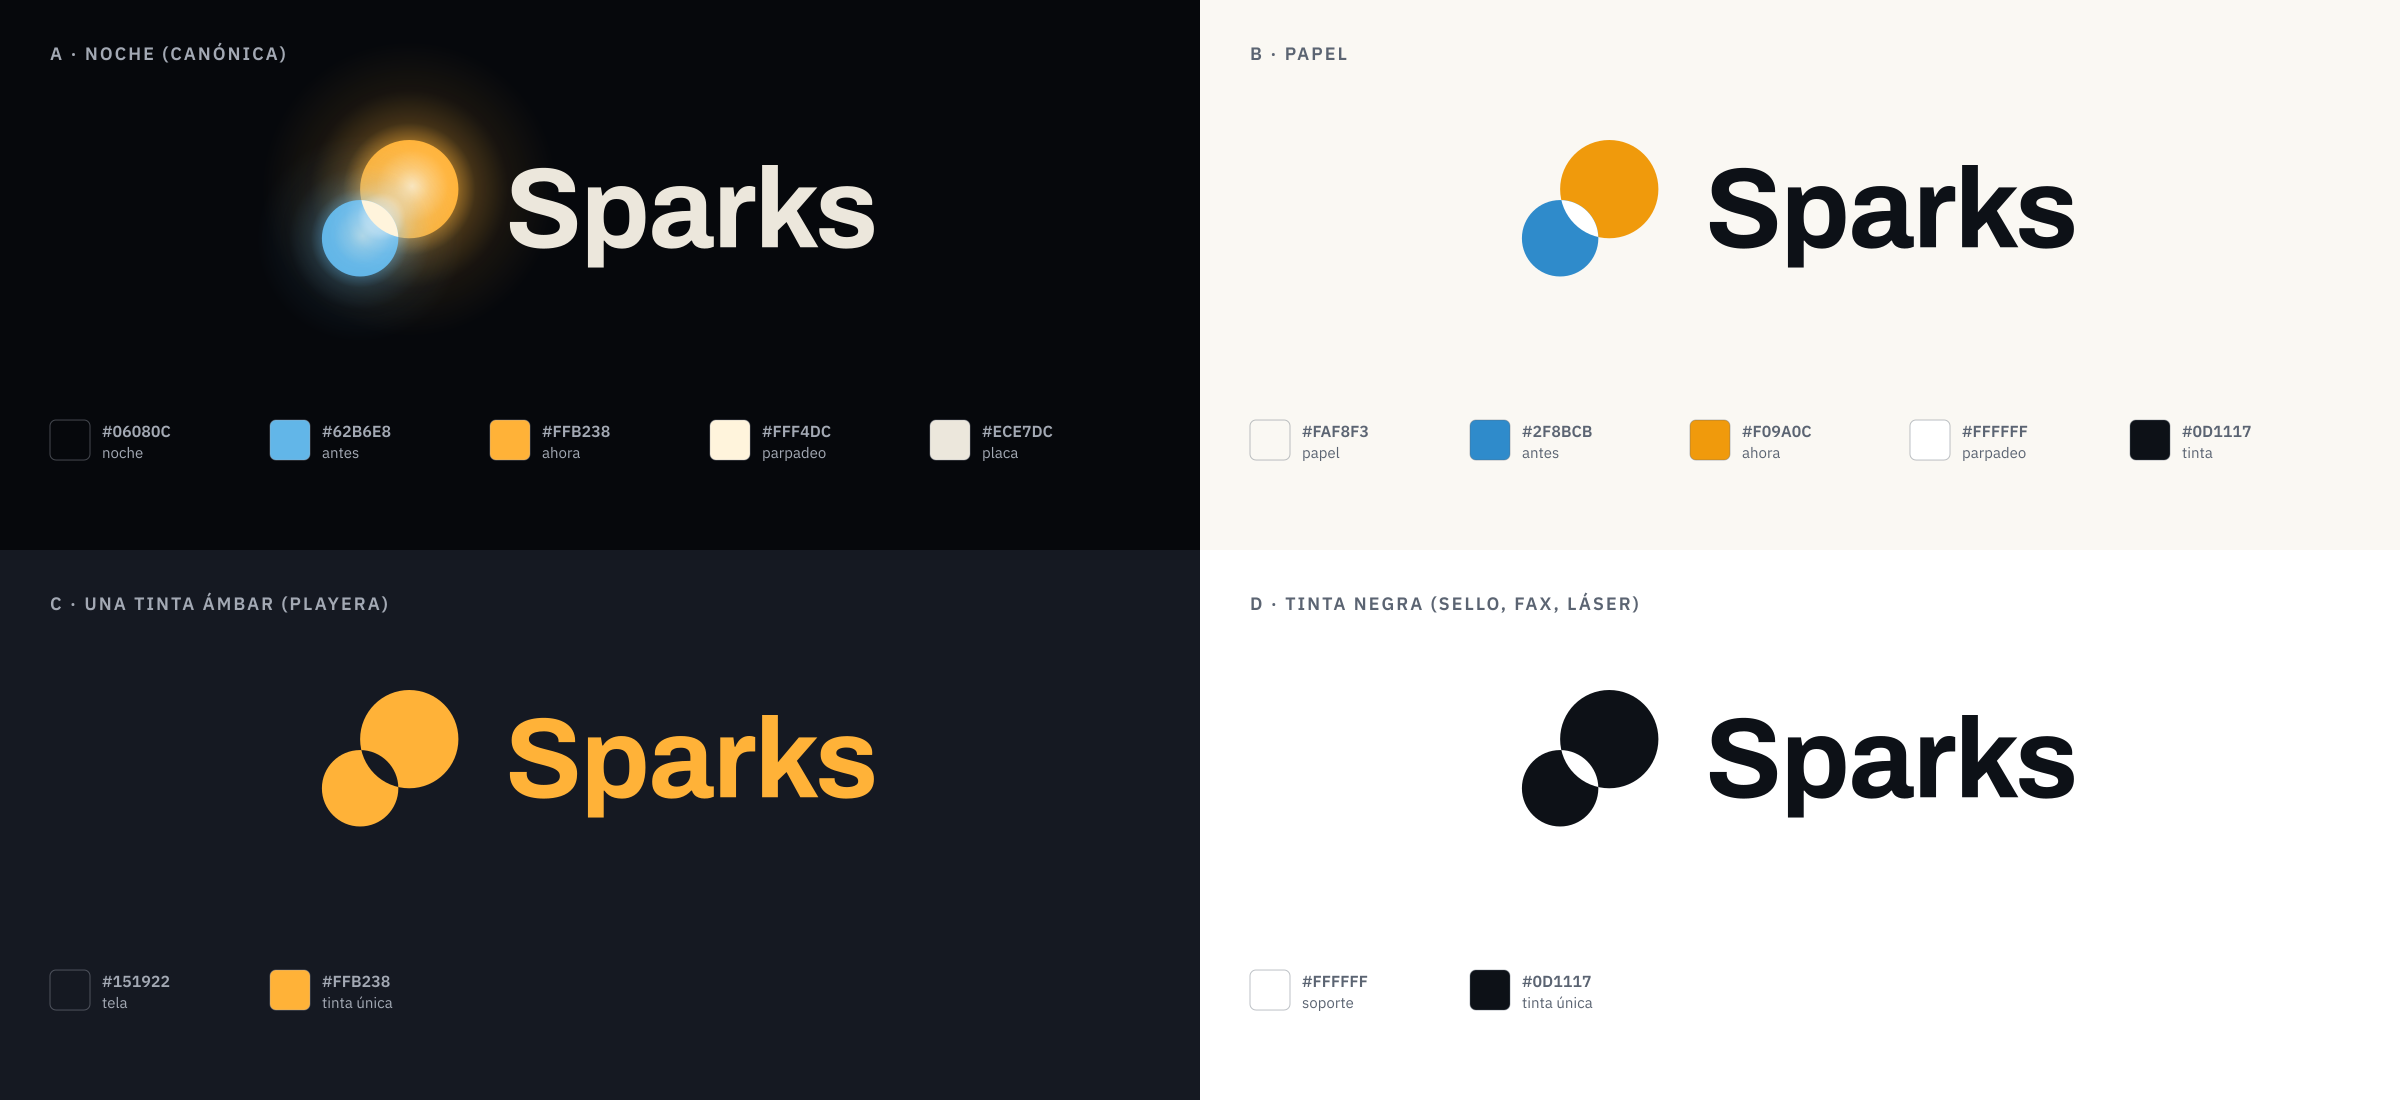 A · NOCHE (CANÓNICA)
Sparks
#06080C
noche
#62B6E8
antes
#FFB238
ahora
#FFF4DC
parpadeo
#ECE7DC
placa
B · PAPEL
Sparks
#FAF8F3
papel
#2F8BCB
antes
#F09A0C
ahora
#FFFFFF
parpadeo
#0D1117
tinta
C · UNA TINTA ÁMBAR (PLAYERA)
Sparks
#151922
tela
#FFB238
tinta única
D · TINTA NEGRA (SELLO, FAX, LÁSER)
Sparks
#FFFFFF
soporte
#0D1117
tinta única